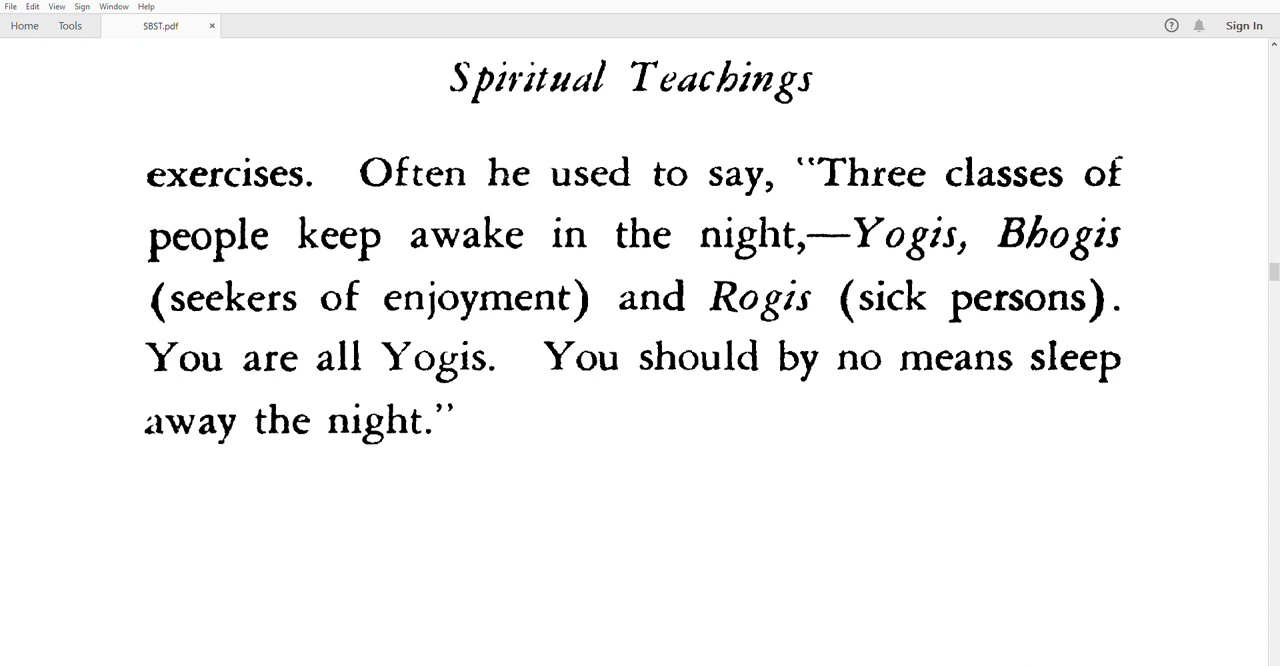 File Edit View Sign Window Help
Home Tools SBST.pdf × ? Sign In
Spiritual Teachings
exercises. Often he used to say, "Three classes of
people keep awake in the night,—Yogis, Bhogis
(seekers of enjoyment) and Rogis (sick persons).
You are all Yogis. You should by no means sleep
away the night."